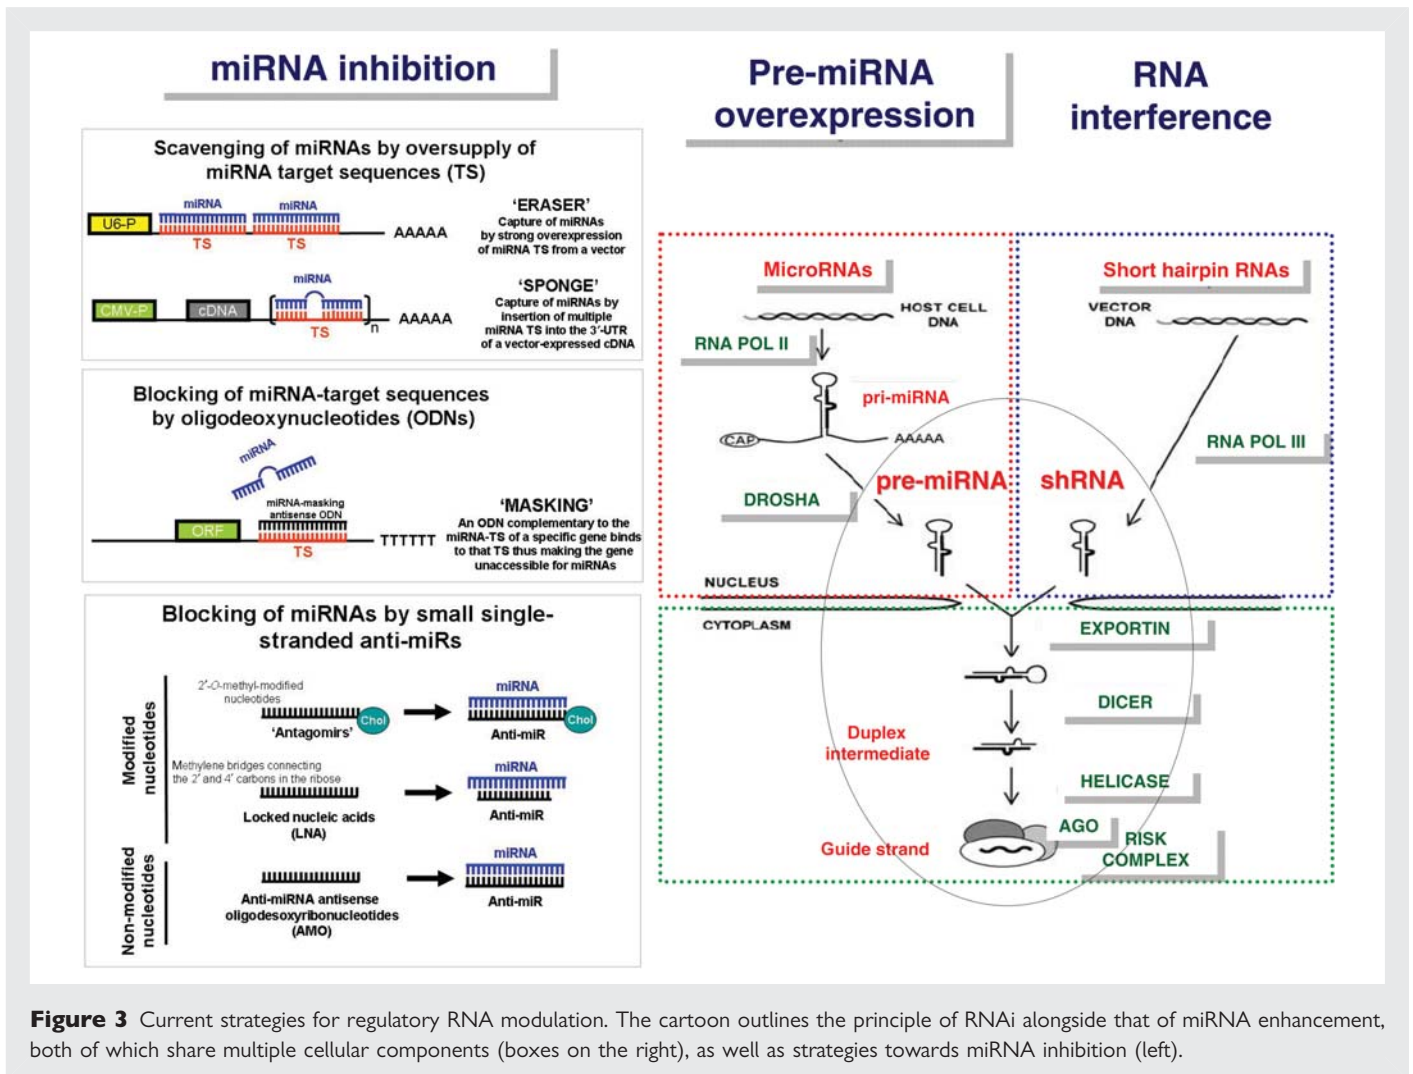 miRNA inhibition
Scavenging of miRNAs by oversupply of
miRNA target sequences (TS)
U6-P
miRNA
miRNA
TS
TS
AAAAA
'ERASER'
Capture of miRNAs
by strong overexpression
of miRNA TS from a vector
CMV-P
cDNA
miRNA
TS
n
AAAAA
'SPONGE'
Capture of miRNAs by
insertion of multiple
miRNA TS into the 3′-UTR
of a vector-expressed cDNA
Blocking of miRNA-target sequences
by oligodeoxynucleotides (ODNs)
miRNA
miRNA-masking
antisense ODN
ORF
TS
TTTTTT
'MASKING'
An ODN complementary to the
miRNA-TS of a specific gene binds
to that TS thus making the gene
unaccessible for miRNAs
Blocking of miRNAs by small single-
stranded anti-miRs
Modified
nucleotides
2′-O-methyl-modified
nucleotides
Chol
'Antagomirs'
miRNA
Chol
Anti-miR
Methylene bridges connecting
the 2′ and 4′ carbons in the ribose
Locked nucleic acids
(LNA)
miRNA
Anti-miR
Non-modified
nucleotides
Anti-miRNA antisense
oligodesoxyribonucleotides
(AMO)
miRNA
Anti-miR
Pre-miRNA
overexpression
RNA
interference
MicroRNAs
HOST CELL
DNA
RNA POL II
pri-miRNA
CAP
AAAAA
DROSHA
pre-miRNA
Short hairpin RNAs
VECTOR
DNA
RNA POL III
shRNA
NUCLEUS
CYTOPLASM
EXPORTIN
DICER
Duplex
intermediate
HELICASE
AGO
Guide strand
RISK
COMPLEX
Figure 3 Current strategies for regulatory RNA modulation. The cartoon outlines the principle of RNAi alongside that of miRNA enhancement,
both of which share multiple cellular components (boxes on the right), as well as strategies towards miRNA inhibition (left).